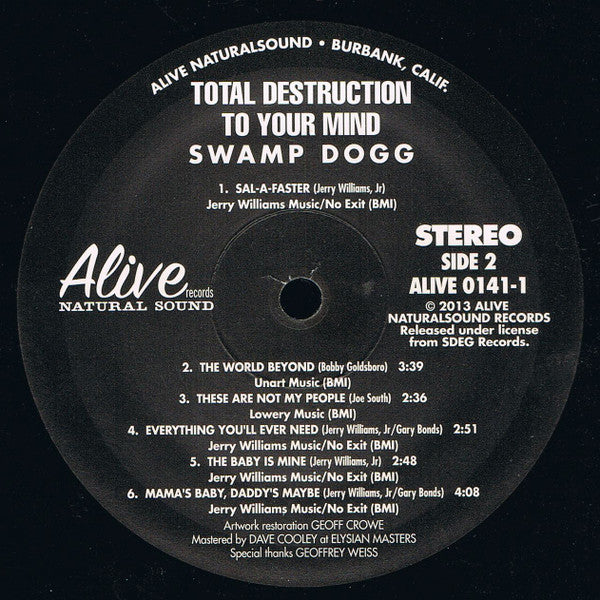 ALIVE NATURALSOUND • BURBANK, CALIF.
TOTAL DESTRUCTION
TO YOUR MIND
SWAMP DOGG
1. SAL-A-FASTER (Jerry Williams, Jr)
Jerry Williams Music/No Exit (BMI)
Alive records
NATURAL SOUND
STEREO
SIDE 2
ALIVE 0141-1
© 2013 ALIVE
NATURALSOUND RECORDS
Released under license
from SDEG Records.
2. THE WORLD BEYOND (Bobby Goldsboro) 3:39
Unart Music (BMI)
3. THESE ARE NOT MY PEOPLE (Joe South) 2:36
Lowery Music (BMI)
4. EVERYTHING YOU'LL EVER NEED (Jerry Williams, Jr/Gary Bonds) 2:51
Jerry Williams Music/No Exit (BMI)
5. THE BABY IS MINE (Jerry Williams, Jr) 2:48
Jerry Williams Music/No Exit (BMI)
6. MAMA'S BABY, DADDY'S MAYBE (Jerry Williams, Jr/Gary Bonds) 4:08
Jerry Williams Music/No Exit (BMI)
Artwork restoration GEOFF CROWE
Mastered by DAVE COOLEY at ELYSIAN MASTERS
Special thanks GEOFFREY WEISS